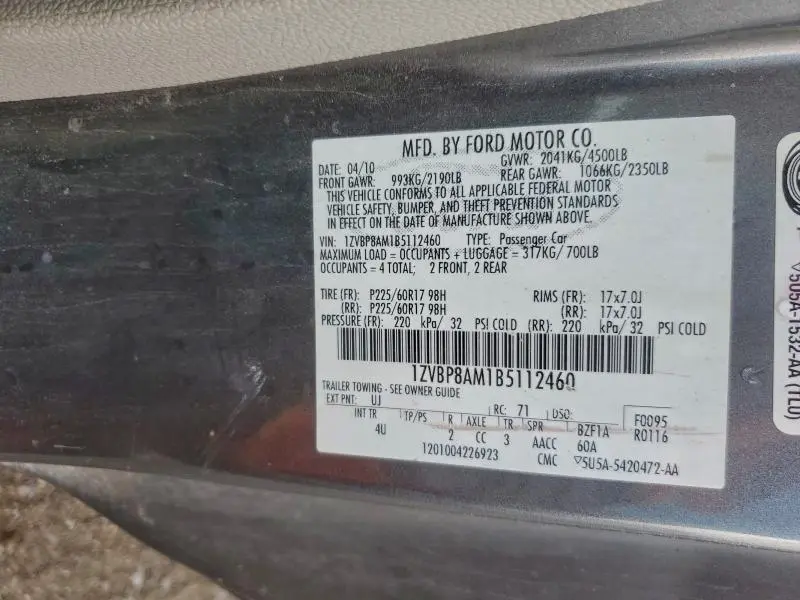 MFD. BY FORD MOTOR CO.
DATE: 04/10 GVWR: 2041KG/4500LB
FRONT GAWR: 993KG/2190LB REAR GAWR: 1066KG/2350LB
THIS VEHICLE CONFORMS TO ALL APPLICABLE FEDERAL MOTOR
VEHICLE SAFETY, BUMPER, AND THEFT PREVENTION STANDARDS
IN EFFECT ON THE DATE OF MANUFACTURE SHOWN ABOVE.
VIN: 1ZVBP8AM1B5112460 TYPE: Passenger Car
MAXIMUM LOAD = OCCUPANTS + LUGGAGE = 317KG/ 700LB
OCCUPANTS = 4 TOTAL; 2 FRONT, 2 REAR
TIRE (FR): P225/60R17 98H RIMS (FR): 17x7.0J
(RR): P225/60R17 98H (RR): 17x7.0J
PRESSURE (FR): 220 kPa/ 32 PSI COLD (RR): 220 kPa/ 32 PSI COLD
1ZVBP8AM1B5112460
TRAILER TOWING - SEE OWNER GUIDE
EXT PNT: UJ RC: 71 DSO: F0095
INT TR TP/PS R AXLE TR SPR BZF1A R0116
4U 2 CC 3 AACC 60A
1201004226923 CMC ▽5U5A-5420472-AA
▽5U5A-1532-AA (TL0)